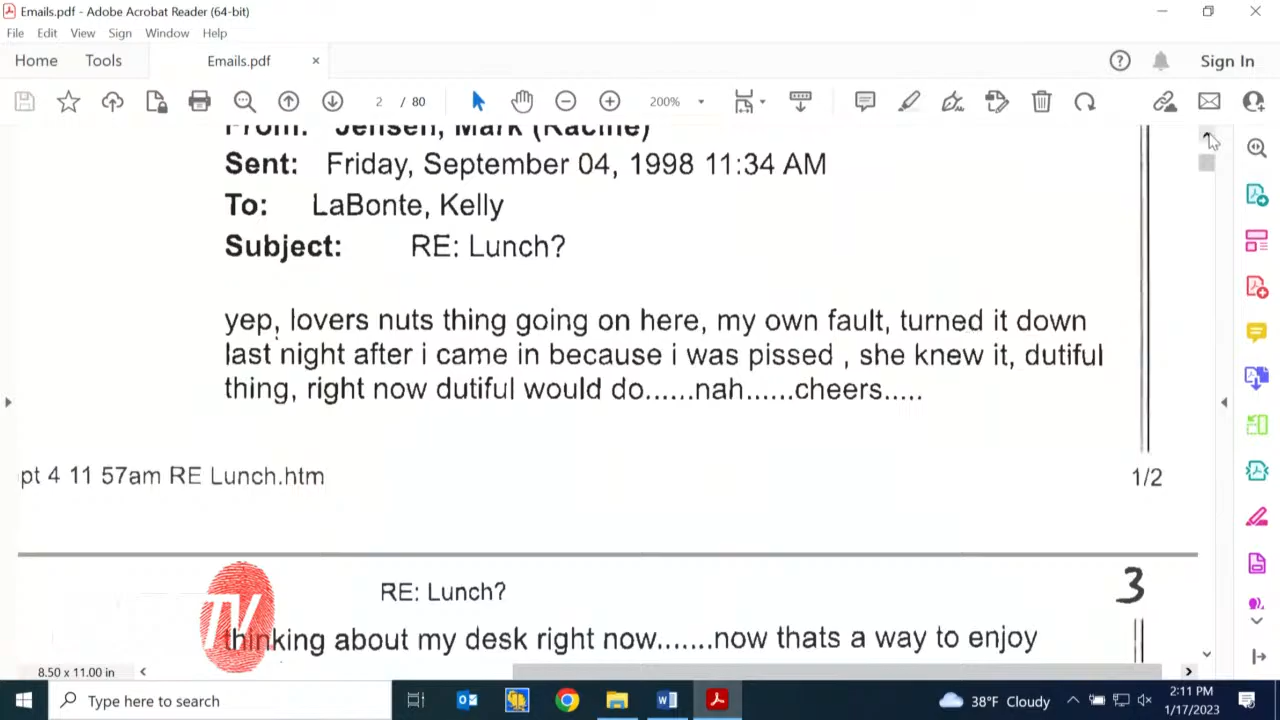 Emails.pdf - Adobe Acrobat Reader (64-bit)
File Edit View Sign Window Help
Home Tools Emails.pdf × Sign In
2 / 80 200%
From: Jensen, Mark (Racine)
Sent: Friday, September 04, 1998 11:34 AM
To: LaBonte, Kelly
Subject: RE: Lunch?
yep, lovers nuts thing going on here, my own fault, turned it down
last night after i came in because i was pissed , she knew it, dutiful
thing, right now dutiful would do......nah......cheers.....
pt 4 11 57am RE Lunch.htm 1/2
RE: Lunch? 3
TV
thinking about my desk right now.......now thats a way to enjoy
8.50 x 11.00 in
Type here to search 38°F Cloudy 2:11 PM
1/17/2023